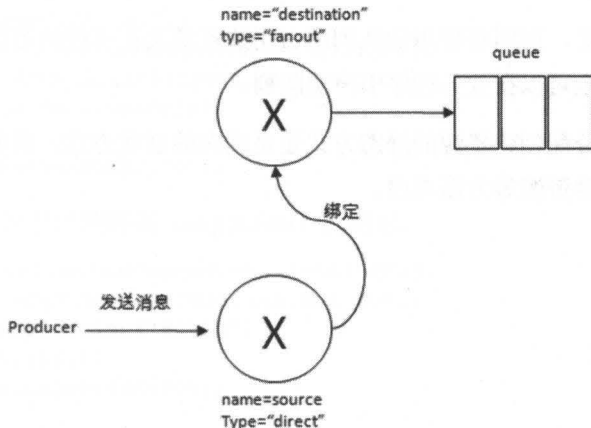 name=“destination”
type=“fanout”
queue
X
绑定
发送消息
Producer
X
name=source
Type=“direct”